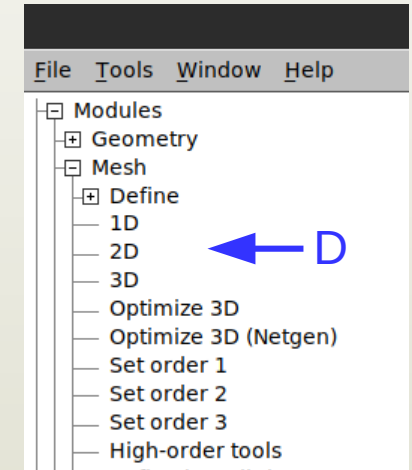 File Tools Window Help
Modules
Geometry
Mesh
Define
1D
2D
D
3D
Optimize 3D
Optimize 3D (Netgen)
Set order 1
Set order 2
Set order 3
High-order tools